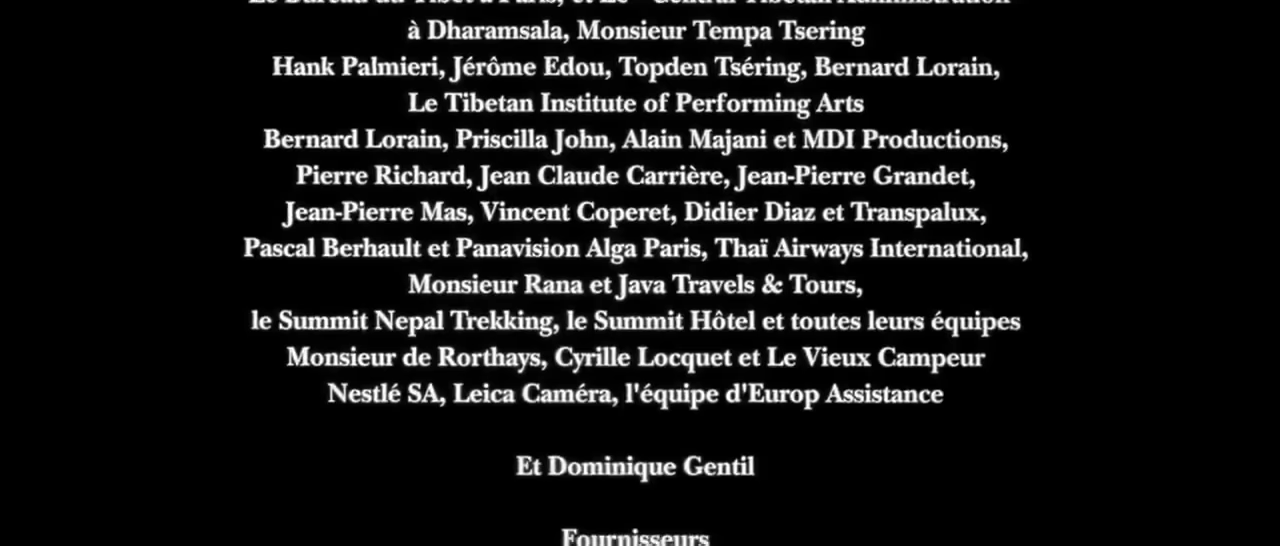 Le Bureau du Tibet à Paris, et Le Central Tibetan Administration
à Dharamsala, Monsieur Tempa Tsering
Hank Palmieri, Jérôme Edou, Topden Tséring, Bernard Lorain,
Le Tibetan Institute of Performing Arts
Bernard Lorain, Priscilla John, Alain Majani et MDI Productions,
Pierre Richard, Jean Claude Carrière, Jean-Pierre Grandet,
Jean-Pierre Mas, Vincent Coperet, Didier Diaz et Transpalux,
Pascal Berhault et Panavision Alga Paris, Thaï Airways International,
Monsieur Rana et Java Travels & Tours,
le Summit Nepal Trekking, le Summit Hôtel et toutes leurs équipes
Monsieur de Rorthays, Cyrille Locquet et Le Vieux Campeur
Nestlé SA, Leica Caméra, l'équipe d'Europ Assistance
Et Dominique Gentil
Fournisseurs